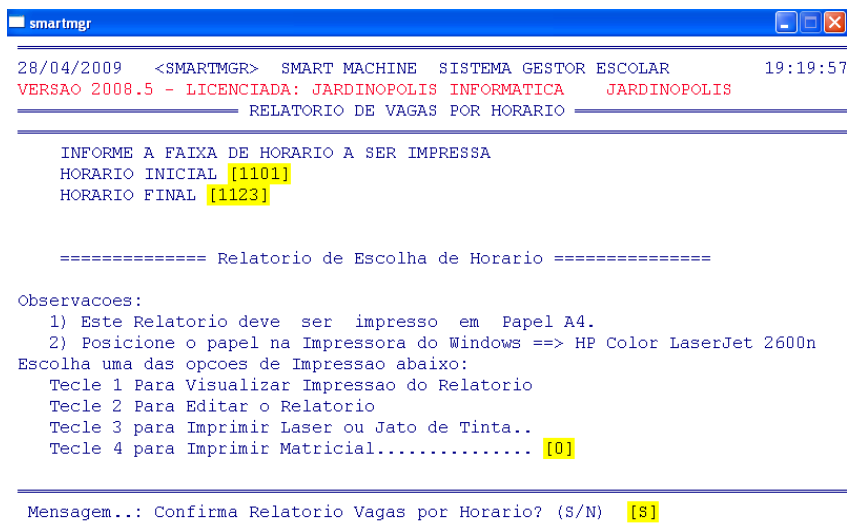 smartmgr
28/04/2009 <SMARTMGR> SMART MACHINE SISTEMA GESTOR ESCOLAR 19:19:57
VERSAO 2008.5 - LICENCIADA: JARDINOPOLIS INFORMATICA JARDINOPOLIS
RELATORIO DE VAGAS POR HORARIO
INFORME A FAIXA DE HORARIO A SER IMPRESSA
HORARIO INICIAL [1101]
HORARIO FINAL [1123]
============== Relatorio de Escolha de Horario ===============
Observacoes:
1) Este Relatorio deve ser impresso em Papel A4.
2) Posicione o papel na Impressora do Windows ==> HP Color LaserJet 2600n
Escolha uma das opcoes de Impressao abaixo:
Tecle 1 Para Visualizar Impressao do Relatorio
Tecle 2 Para Editar o Relatorio
Tecle 3 para Imprimir Laser ou Jato de Tinta..
Tecle 4 para Imprimir Matricial............... [0]
Mensagem..: Confirma Relatorio Vagas por Horario? (S/N) [S]